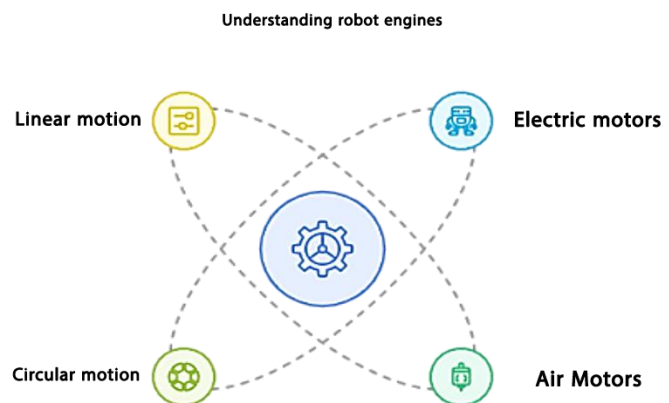 Understanding robot engines
Linear motion
Electric motors
Circular motion
Air Motors